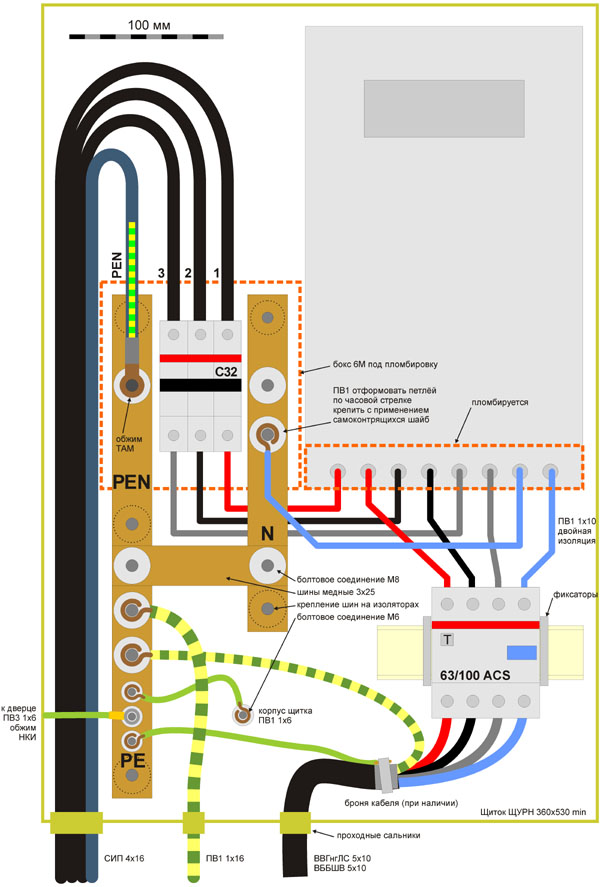 100 мм
PEN
3
2
1
C32
бокс 6М под пломбировку
ПВ1 отформовать петлёй
по часовой стрелке
крепить с применением
самоконтрящихся шайб
пломбируется
обжим
ТАМ
PEN
N
ПВ1 1х10
двойная
изоляция
болтовое соединение М8
шины медные 3х25
крепление шин на изоляторах
болтовое соединение М6
фиксаторы
T
63/100 ACS
к дверце
ПВ3 1х6
обжим
НКИ
корпус щитка
ПВ1 1х6
PE
броня кабеля (при наличии)
Щиток ЩУРН 360х530 min
проходные сальники
СИП 4х16
ПВ1 1х16
ВВГнгЛС 5х10
ВББШВ 5х10